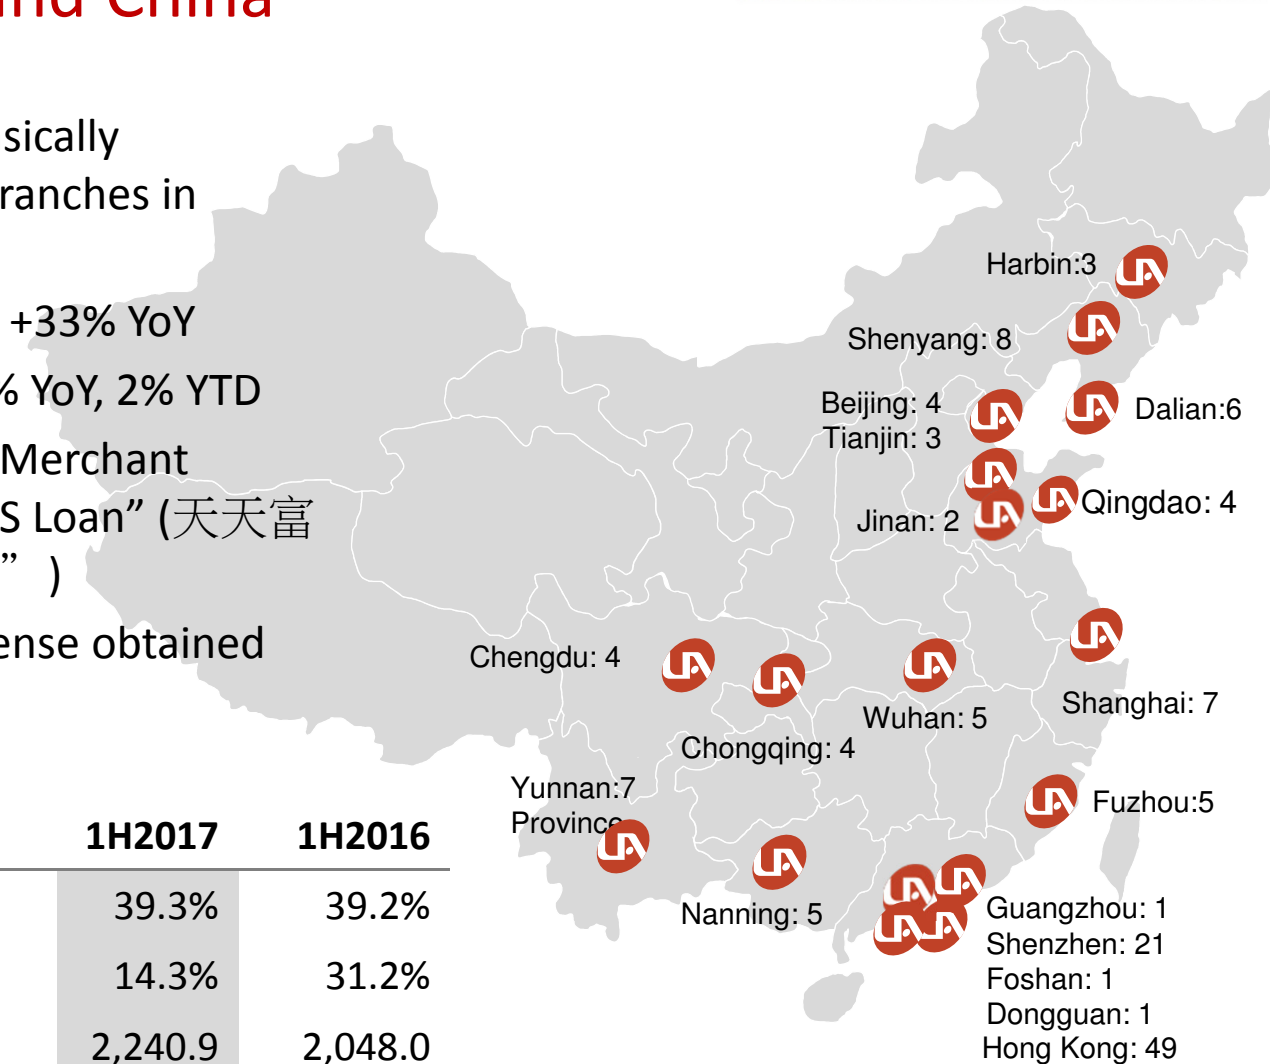 China
sically
ranches in
+33% YoY
% YoY, 2% YTD
Merchant
S Loan” (天天富
” )
ense obtained
1H2017 1H2016
39.3% 39.2%
14.3% 31.2%
2,240.9 2,048.0
Harbin:3
Shenyang: 8
Beijing: 4
Tianjin: 3
Dalian:6
Qingdao: 4
Jinan: 2
Chengdu: 4
Chongqing: 4
Wuhan: 5
Shanghai: 7
Yunnan:7
Province
Fuzhou:5
Nanning: 5
Guangzhou: 1
Shenzhen: 21
Foshan: 1
Dongguan: 1
Hong Kong: 49